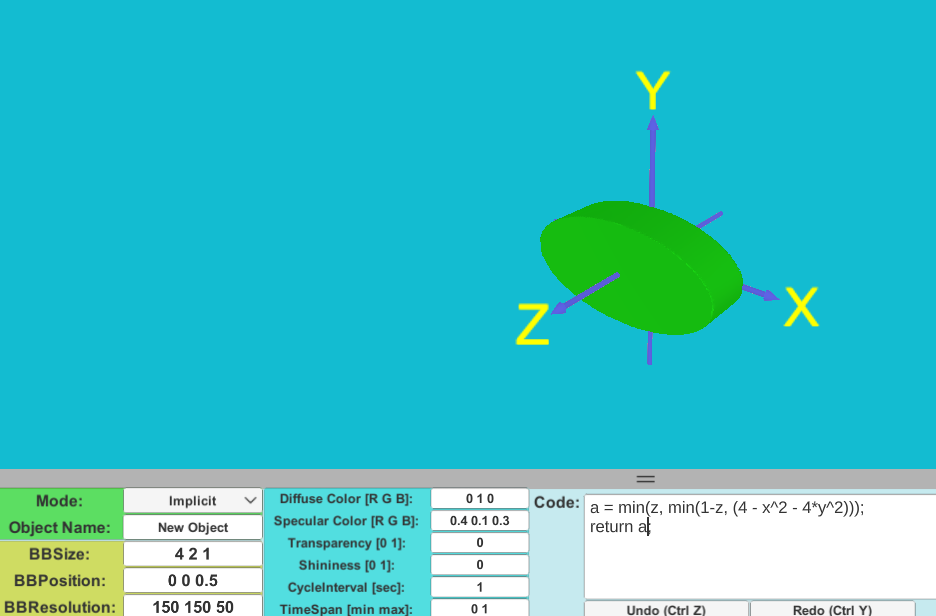 Y
X
Z
Mode:
Implicit
Object Name:
New Object
BBSize:
4 2 1
BBPosition:
0 0 0.5
BBResolution:
150 150 50
Diffuse Color [R G B]:
0 1 0
Specular Color [R G B]:
0.4 0.1 0.3
Transparency [0 1]:
0
Shininess [0 1]:
0
CycleInterval [sec]:
1
TimeSpan [min max]:
0 1
Code:
a = min(z, min(1-z, (4 - x^2 - 4*y^2)));
return a;
Undo (Ctrl Z)
Redo (Ctrl Y)